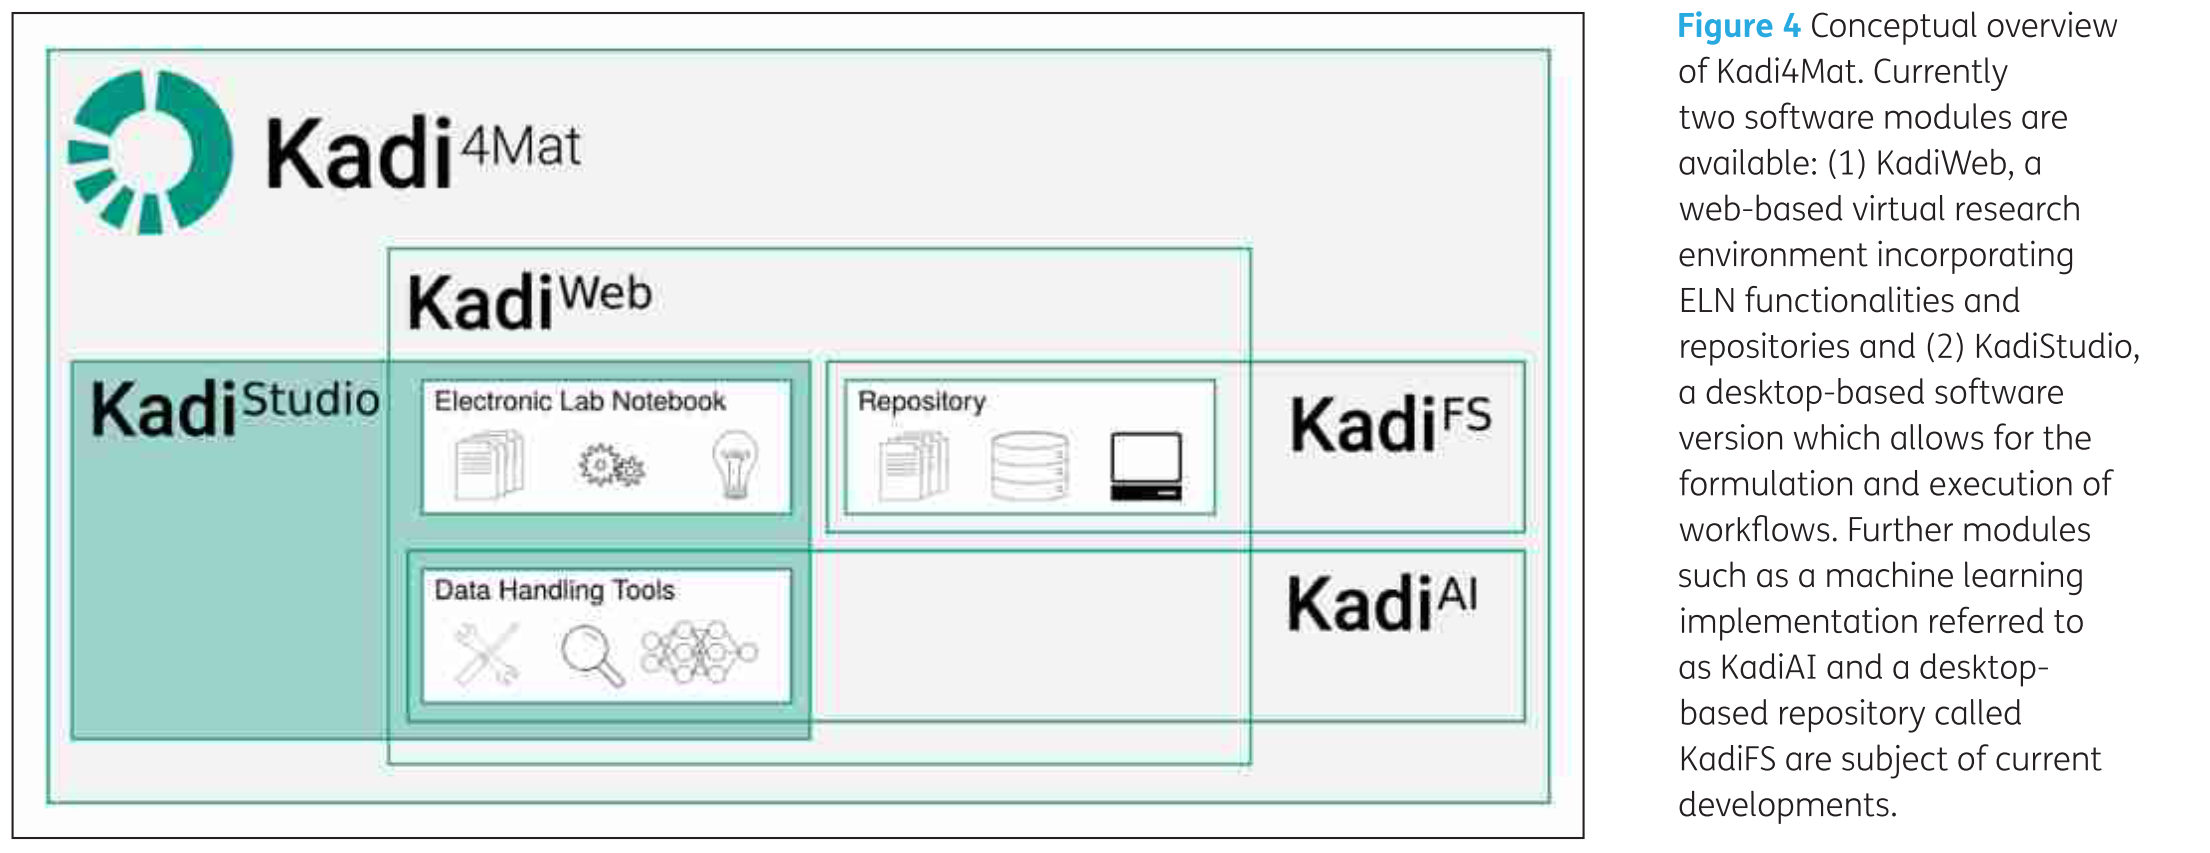 Kadi4Mat
KadiWeb
KadiStudio
Electronic Lab Notebook
Repository
KadiFS
Data Handling Tools
KadiAI
Figure 4 Conceptual overview
of Kadi4Mat. Currently
two software modules are
available: (1) KadiWeb, a
web-based virtual research
environment incorporating
ELN functionalities and
repositories and (2) KadiStudio,
a desktop-based software
version which allows for the
formulation and execution of
workflows. Further modules
such as a machine learning
implementation referred to
as KadiAI and a desktop-
based repository called
KadiFS are subject of current
developments.